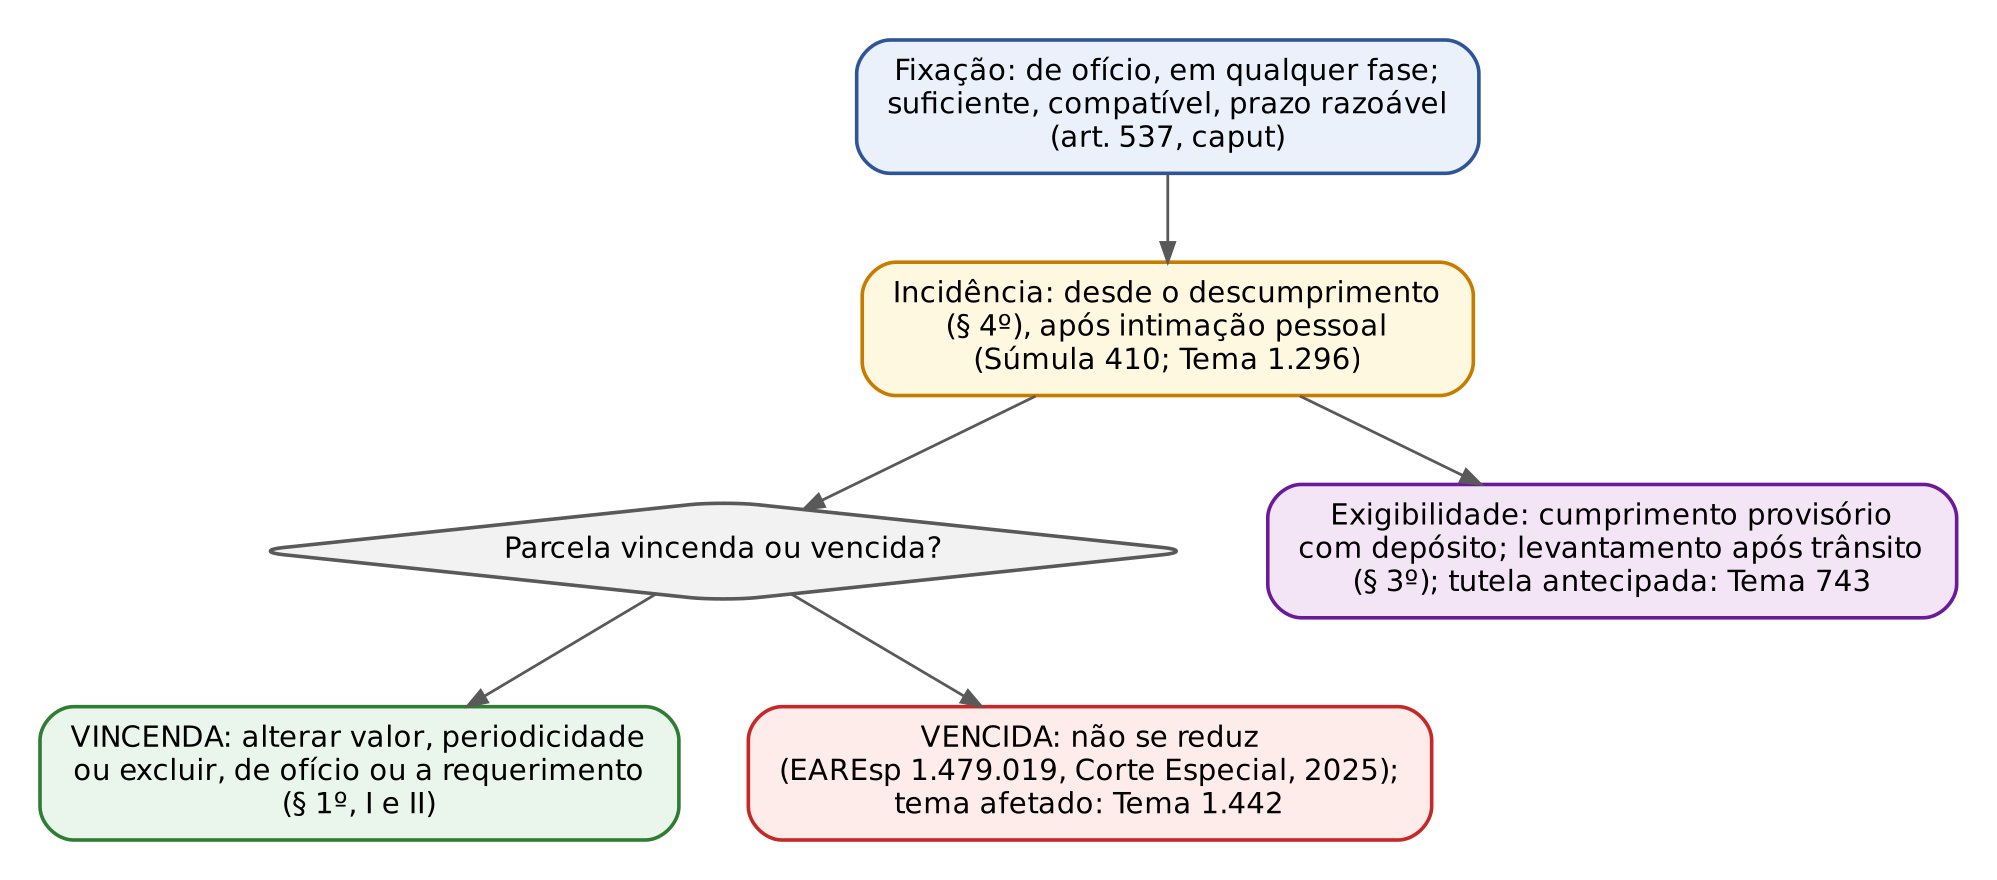 Fixação: de ofício, em qualquer fase;
suficiente, compatível, prazo razoável
(art. 537, caput)
Incidência: desde o descumprimento
(§ 4º), após intimação pessoal
(Súmula 410; Tema 1.296)
Parcela vincenda ou vencida?
Exigibilidade: cumprimento provisório
com depósito; levantamento após trânsito
(§ 3º); tutela antecipada: Tema 743
VINCENDA: alterar valor, periodicidade
ou excluir, de ofício ou a requerimento
(§ 1º, I e II)
VENCIDA: não se reduz
(EAREsp 1.479.019, Corte Especial, 2025);
tema afetado: Tema 1.442